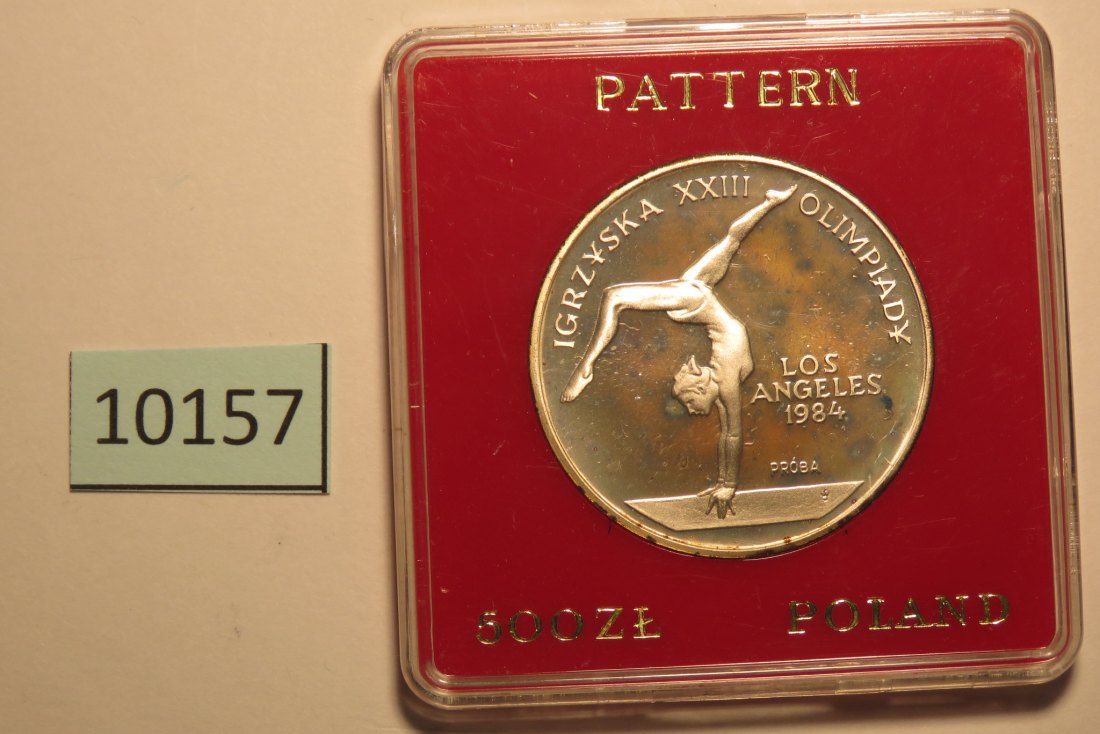 10157
PATTERN
IGRZYSKA XXIII OLIMPIADY
LOS
ANGELES
1984
PRÓBA
500ZŁ POLAND